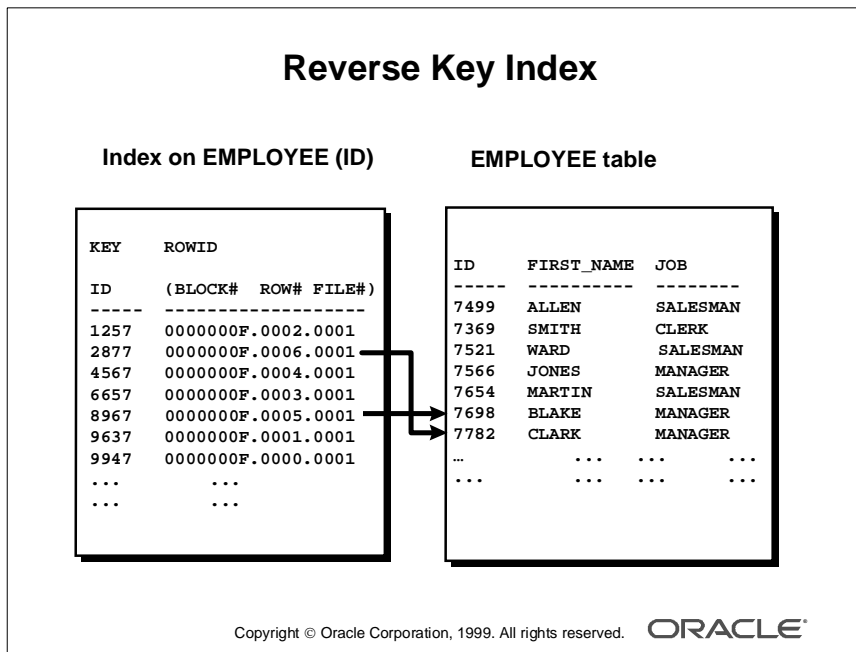 Reverse Key Index
Index on EMPLOYEE (ID)
KEY ROWID
ID (BLOCK# ROW# FILE#)
----- -------------------
1257 0000000F.0002.0001
2877 0000000F.0006.0001
4567 0000000F.0004.0001
6657 0000000F.0003.0001
8967 0000000F.0005.0001
9637 0000000F.0001.0001
9947 0000000F.0000.0001
... ...
... ...
EMPLOYEE table
ID FIRST_NAME JOB
----- ---------- --------
7499 ALLEN SALESMAN
7369 SMITH CLERK
7521 WARD SALESMAN
7566 JONES MANAGER
7654 MARTIN SALESMAN
7698 BLAKE MANAGER
7782 CLARK MANAGER
… ... ... ...
... ... ... ...
Copyright © Oracle Corporation, 1999. All rights reserved. ORACLE®